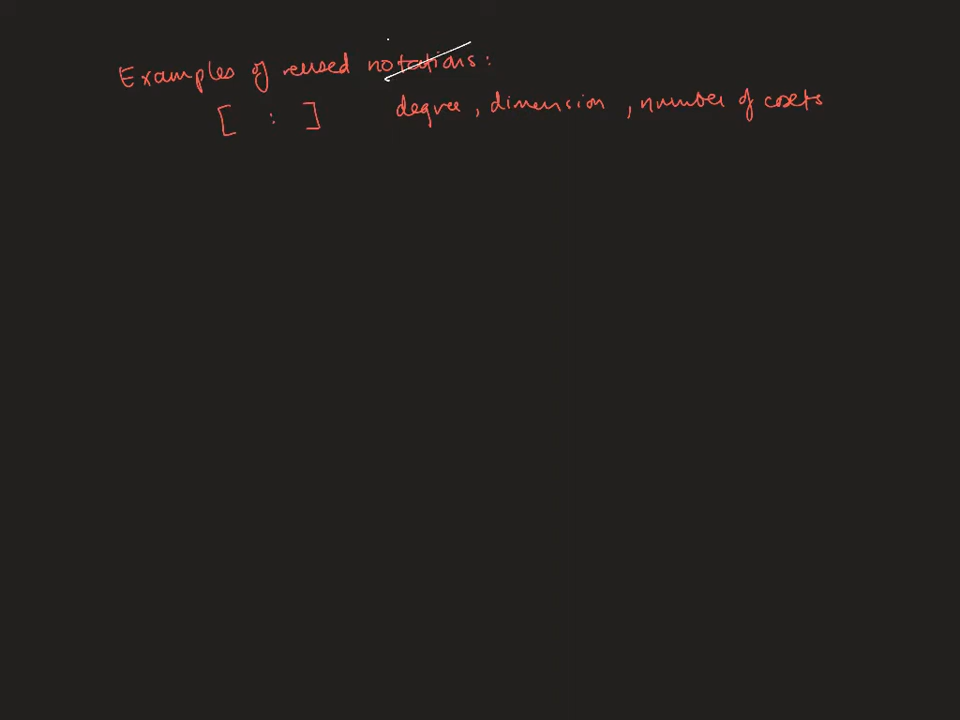 Examples of reused notations:
[ : ] degree, dimension, number of cosets